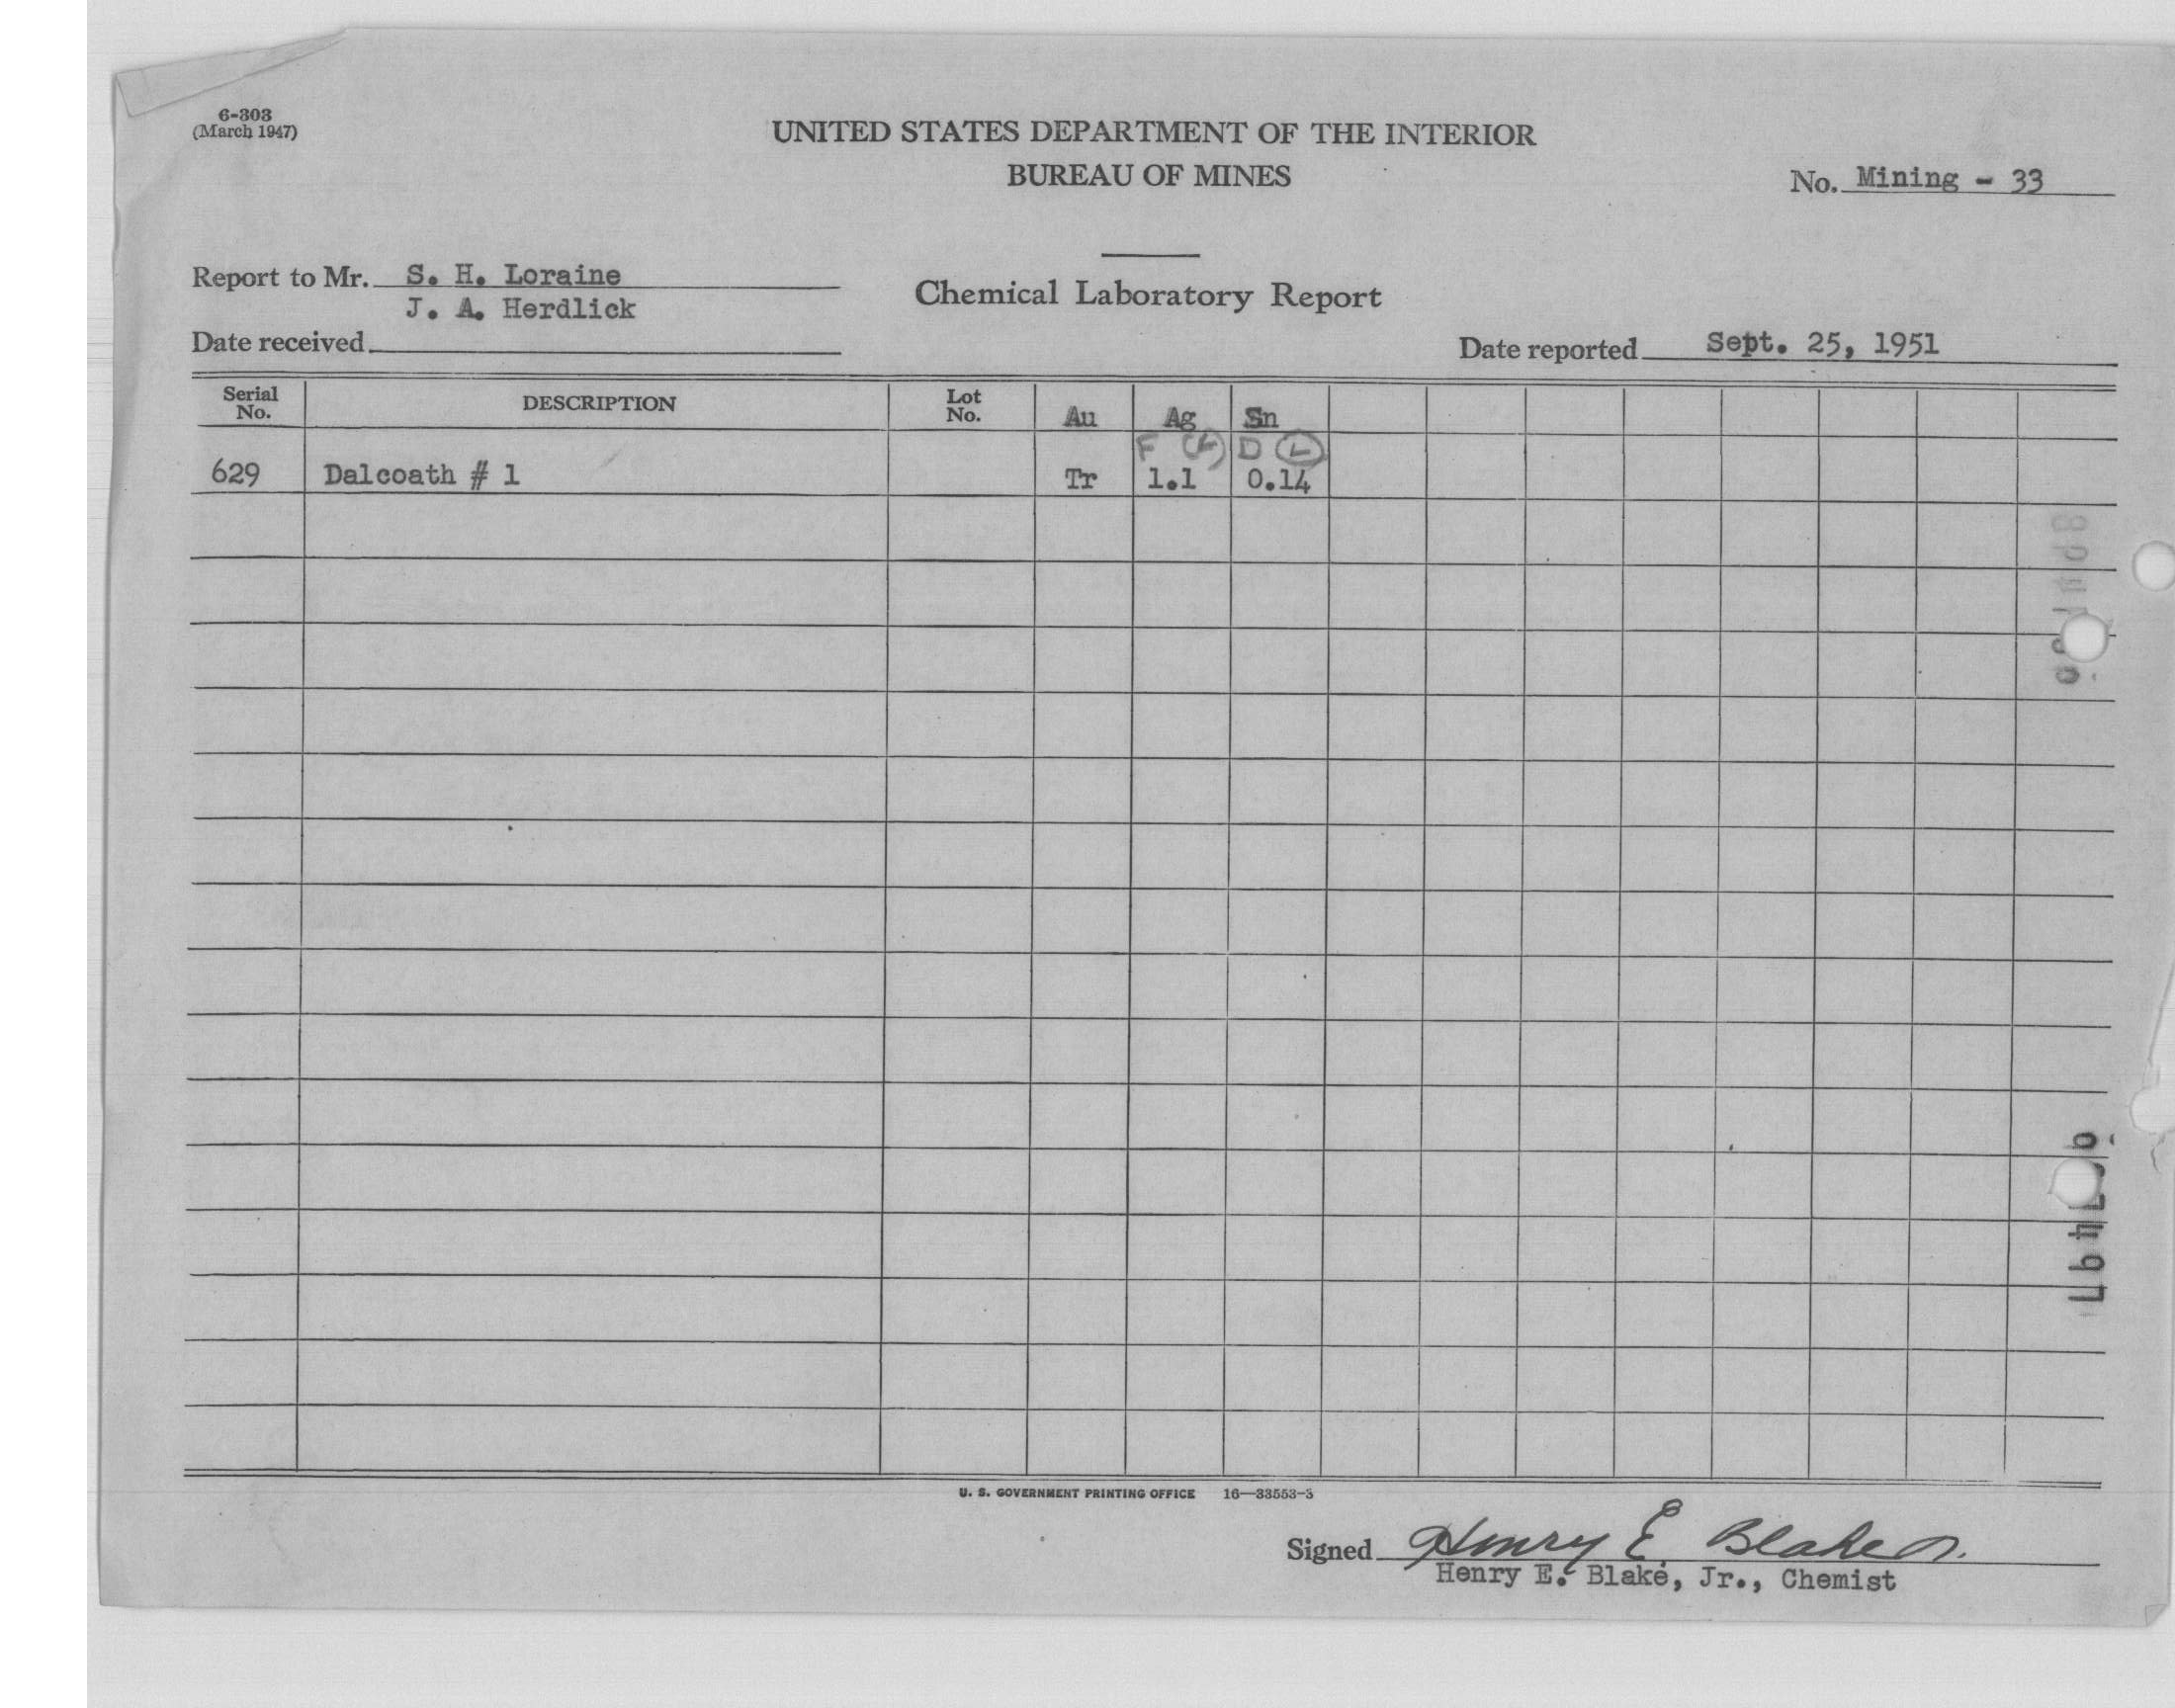 6-303
(March 1947)
UNITED STATES DEPARTMENT OF THE INTERIOR
BUREAU OF MINES
No. Mining - 33
Report to Mr. S. H. Loraine
J. A. Herdlick
Chemical Laboratory Report
Date received
Date reported Sept. 25, 1951
Serial No. DESCRIPTION Lot No. Au Ag Sn
F D L
629 Dalcoath # 1 Tr 1.1 0.14
U. S. GOVERNMENT PRINTING OFFICE 16—33553-3
Signed Henry E. Blake Jr.
Henry E. Blake, Jr., Chemist